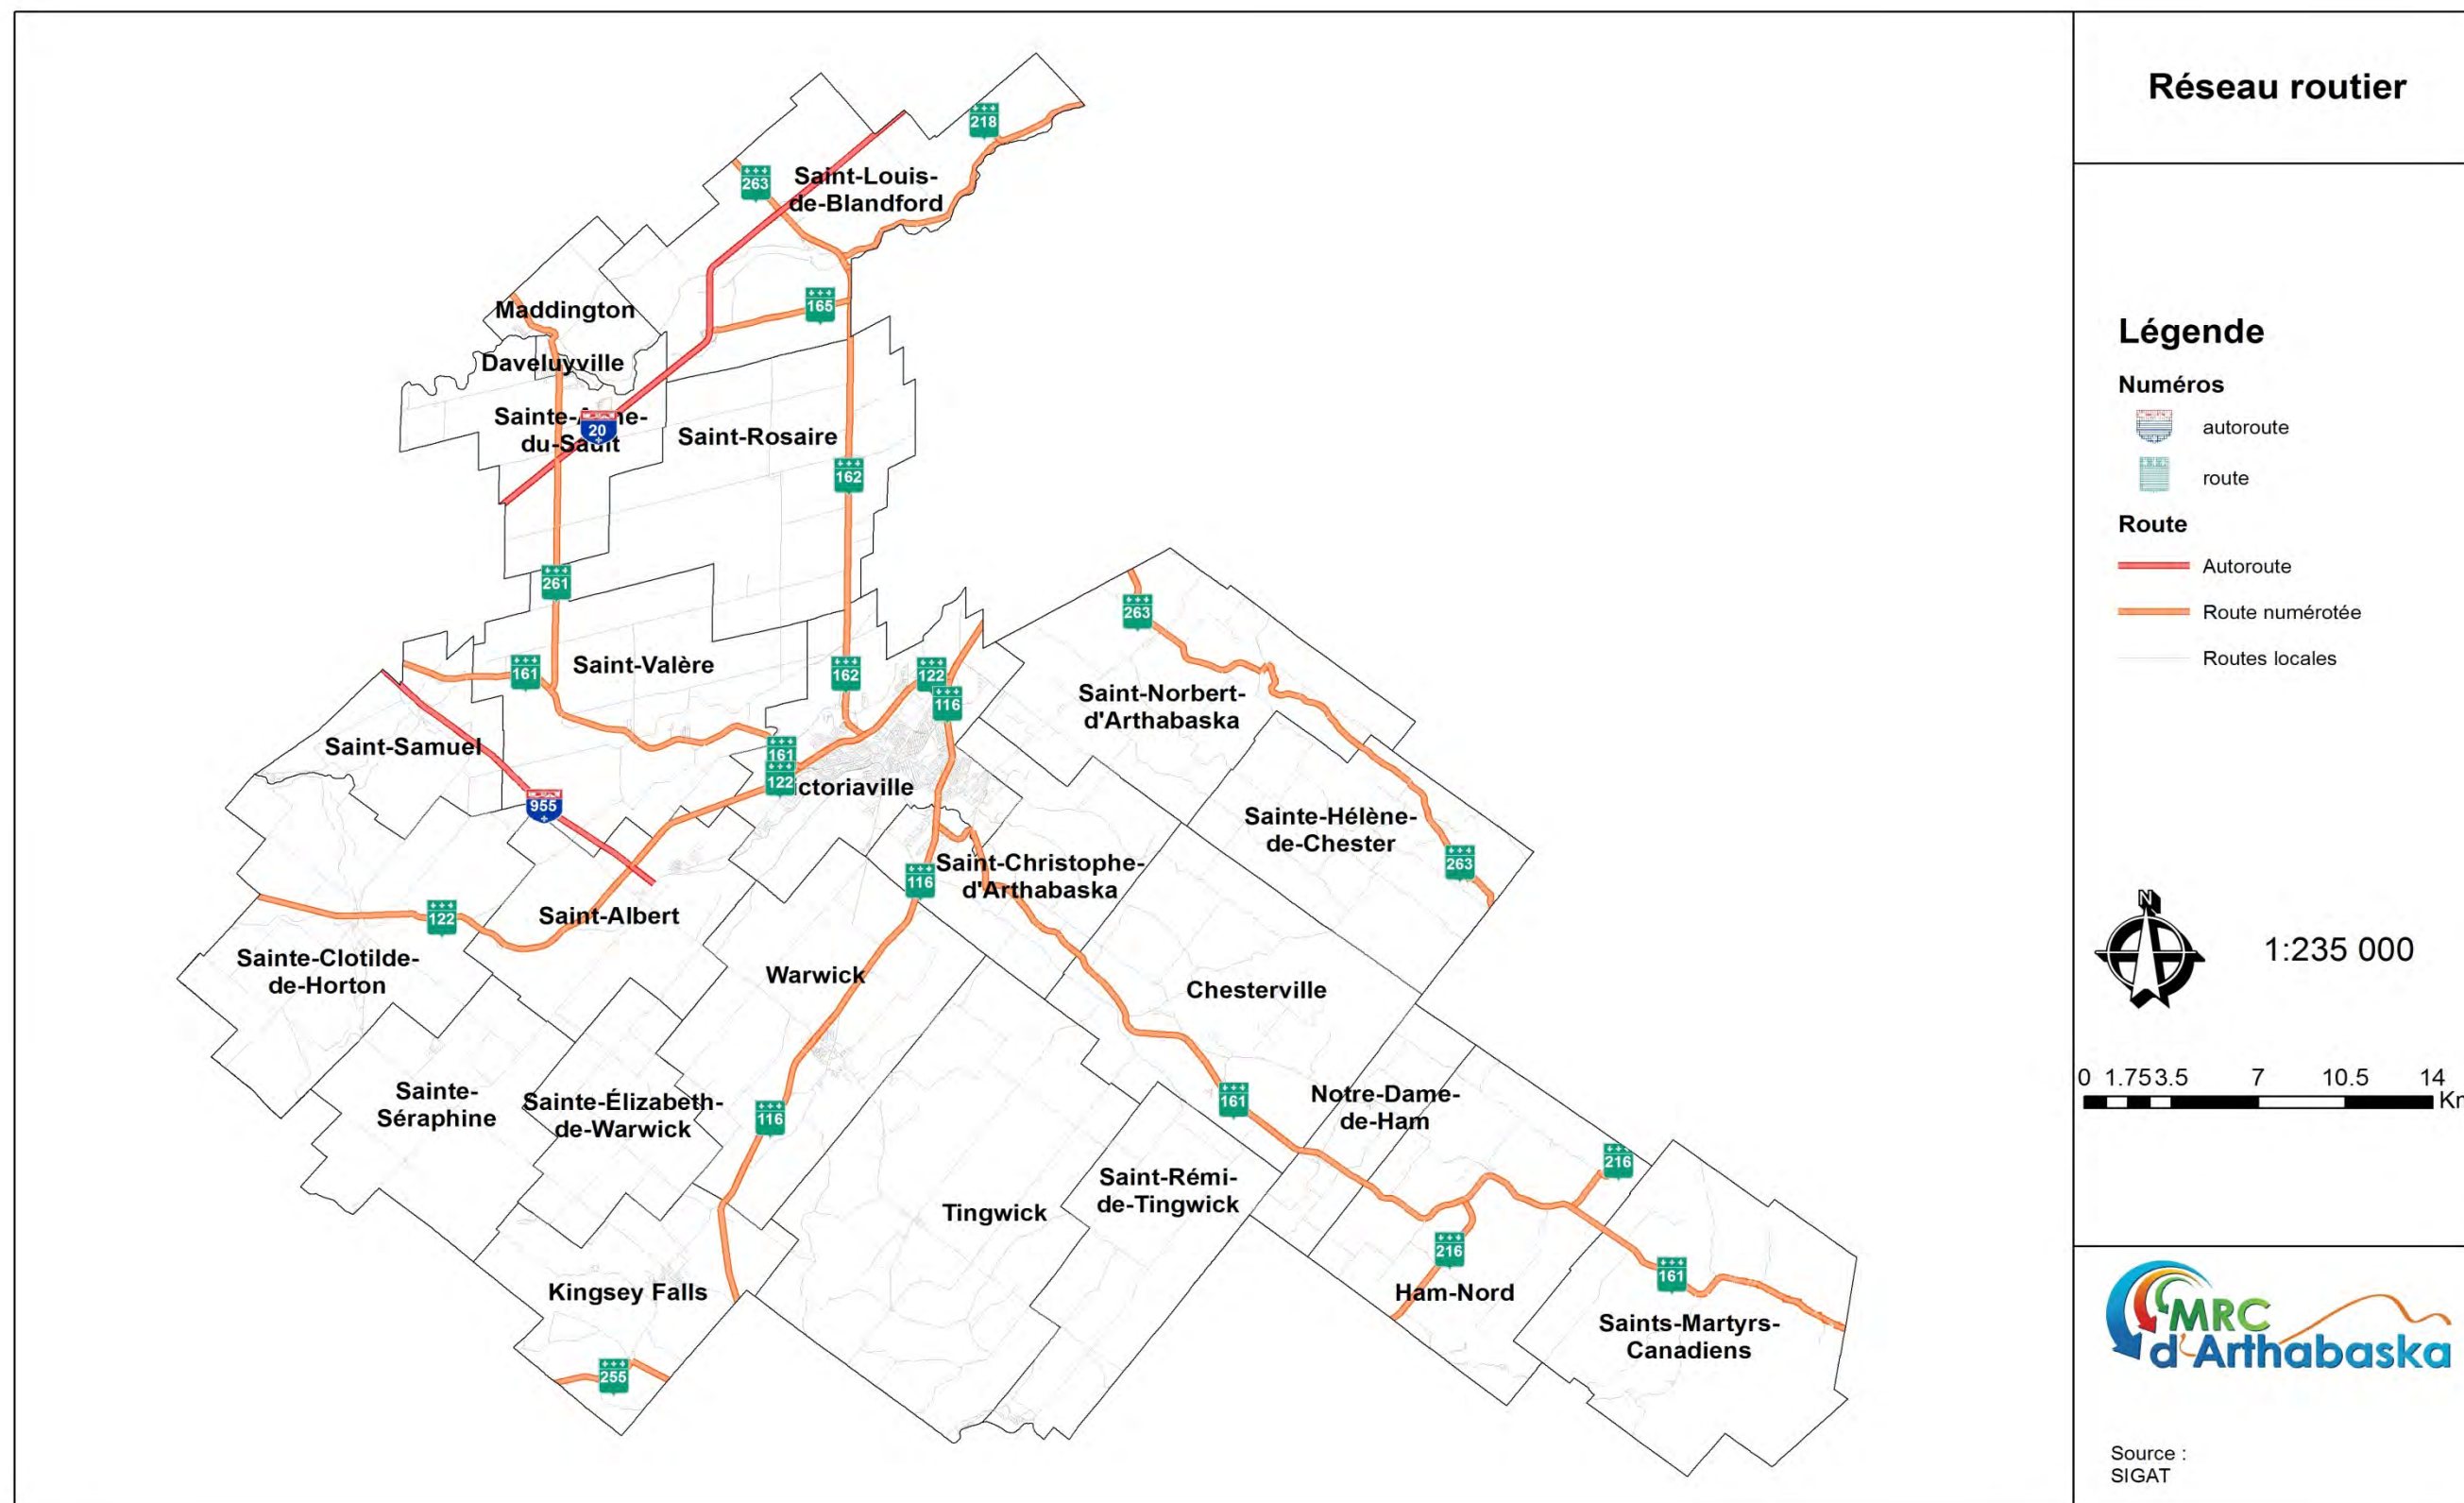 Réseau routier
218
263
Saint-Louis-
de-Blandford
165
Maddington
Daveluyville
20
du-Sault
Saint-Rosaire
162
261
263
161
Saint-Valère
162
122
116
Saint-Norbert-
d'Arthabaska
Saint-Samuel
161
122
955
Sainte-Hélène-
de-Chester
263
Saint-Christophe-
d'Arthabaska
116
122
Saint-Albert
Sainte-Clotilde-
de-Horton
Warwick
Chesterville
Sainte-
Séraphine
Sainte-Élizabeth-
de-Warwick
116
161
Notre-Dame-
de-Ham
216
Saint-Rémi-
de-Tingwick
Tingwick
216
161
Kingsey Falls
Ham-Nord
Saints-Martyrs-
Canadiens
255
Légende
Numéros
autoroute
route
Route
Autoroute
Route numérotée
Routes locales
N
1:235 000
0 1.75 3.5 7 10.5 14
MRC
d'Arthabaska
Source :
SIGAT